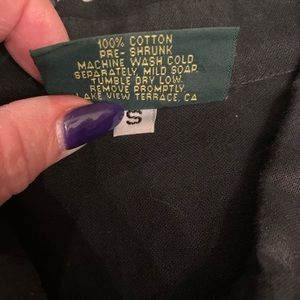 100% COTTON
PRE-SHRUNK
MACHINE WASH COLD
SEPARATELY, MILD SOAP.
TUMBLE DRY LOW.
REMOVE PROMPTLY.
LAKE VIEW TERRACE, CA
S